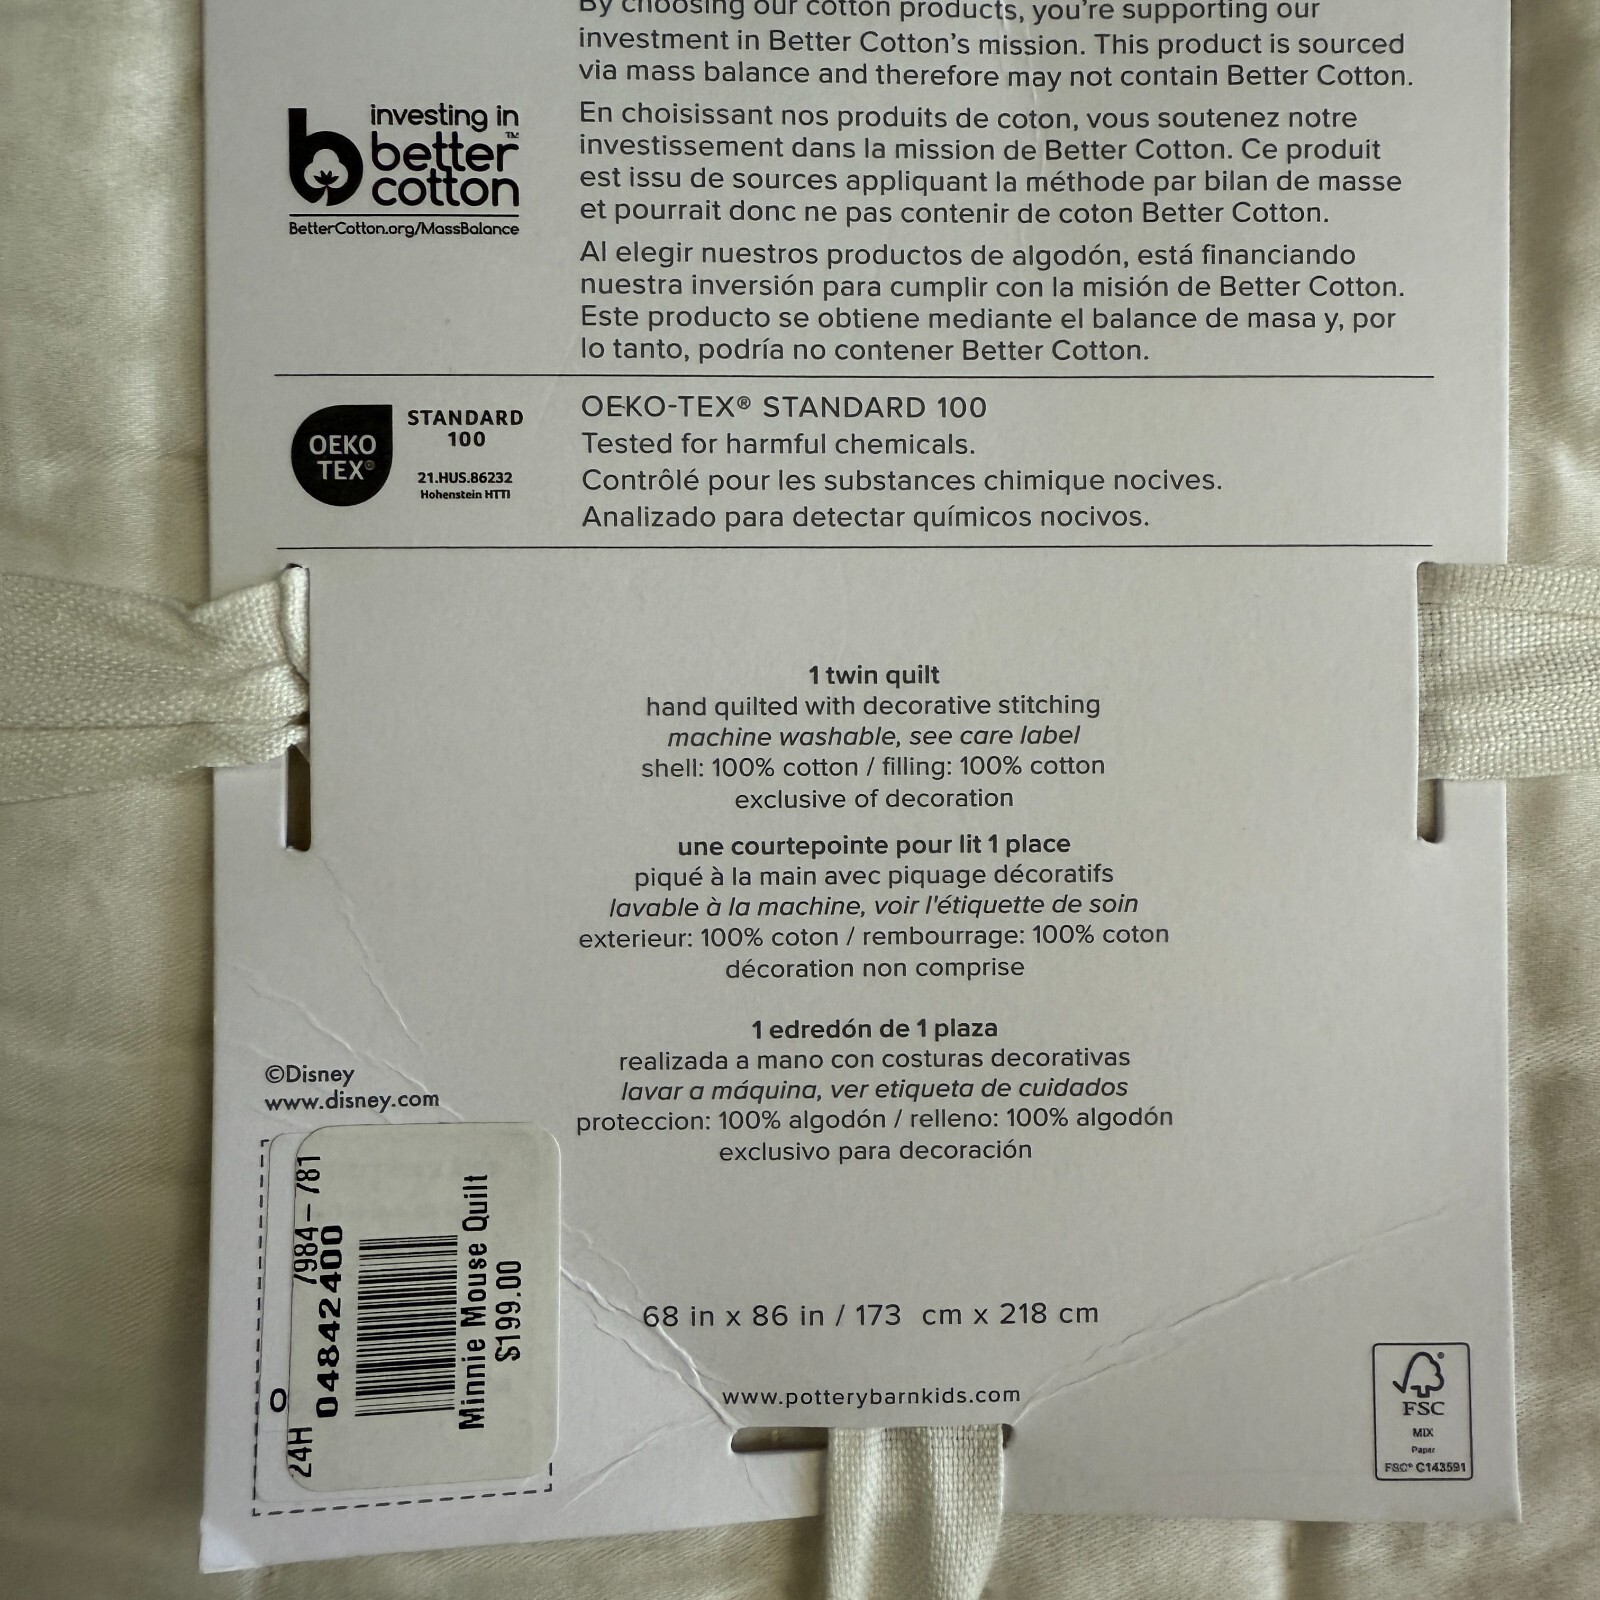 By choosing our cotton products, you're supporting our
investment in Better Cotton's mission. This product is sourced
via mass balance and therefore may not contain Better Cotton.
investing in
better™
cotton
BetterCotton.org/MassBalance
En choisissant nos produits de coton, vous soutenez notre
investissement dans la mission de Better Cotton. Ce produit
est issu de sources appliquant la méthode par bilan de masse
et pourrait donc ne pas contenir de coton Better Cotton.
Al elegir nuestros productos de algodón, está financiando
nuestra inversión para cumplir con la misión de Better Cotton.
Este producto se obtiene mediante el balance de masa y, por
lo tanto, podría no contener Better Cotton.
OEKO
TEX®
STANDARD
100
21.HUS.86232
Hohenstein HTTI
OEKO-TEX® STANDARD 100
Tested for harmful chemicals.
Contrôlé pour les substances chimique nocives.
Analizado para detectar químicos nocivos.
1 twin quilt
hand quilted with decorative stitching
machine washable, see care label
shell: 100% cotton / filling: 100% cotton
exclusive of decoration
une courtepointe pour lit 1 place
piqué à la main avec piquage décoratifs
lavable à la machine, voir l'étiquette de soin
exterieur: 100% coton / rembourrage: 100% coton
décoration non comprise
1 edredón de 1 plaza
realizada a mano con costuras decorativas
lavar a máquina, ver etiqueta de cuidados
proteccion: 100% algodón / relleno: 100% algodón
exclusivo para decoración
©Disney
www.disney.com
0
24H 7984-781
04842400
Minnie Mouse Quilt
$199.00
68 in x 86 in / 173 cm x 218 cm
www.potterybarnkids.com
FSC
MIX
Paper
FSC® C143591